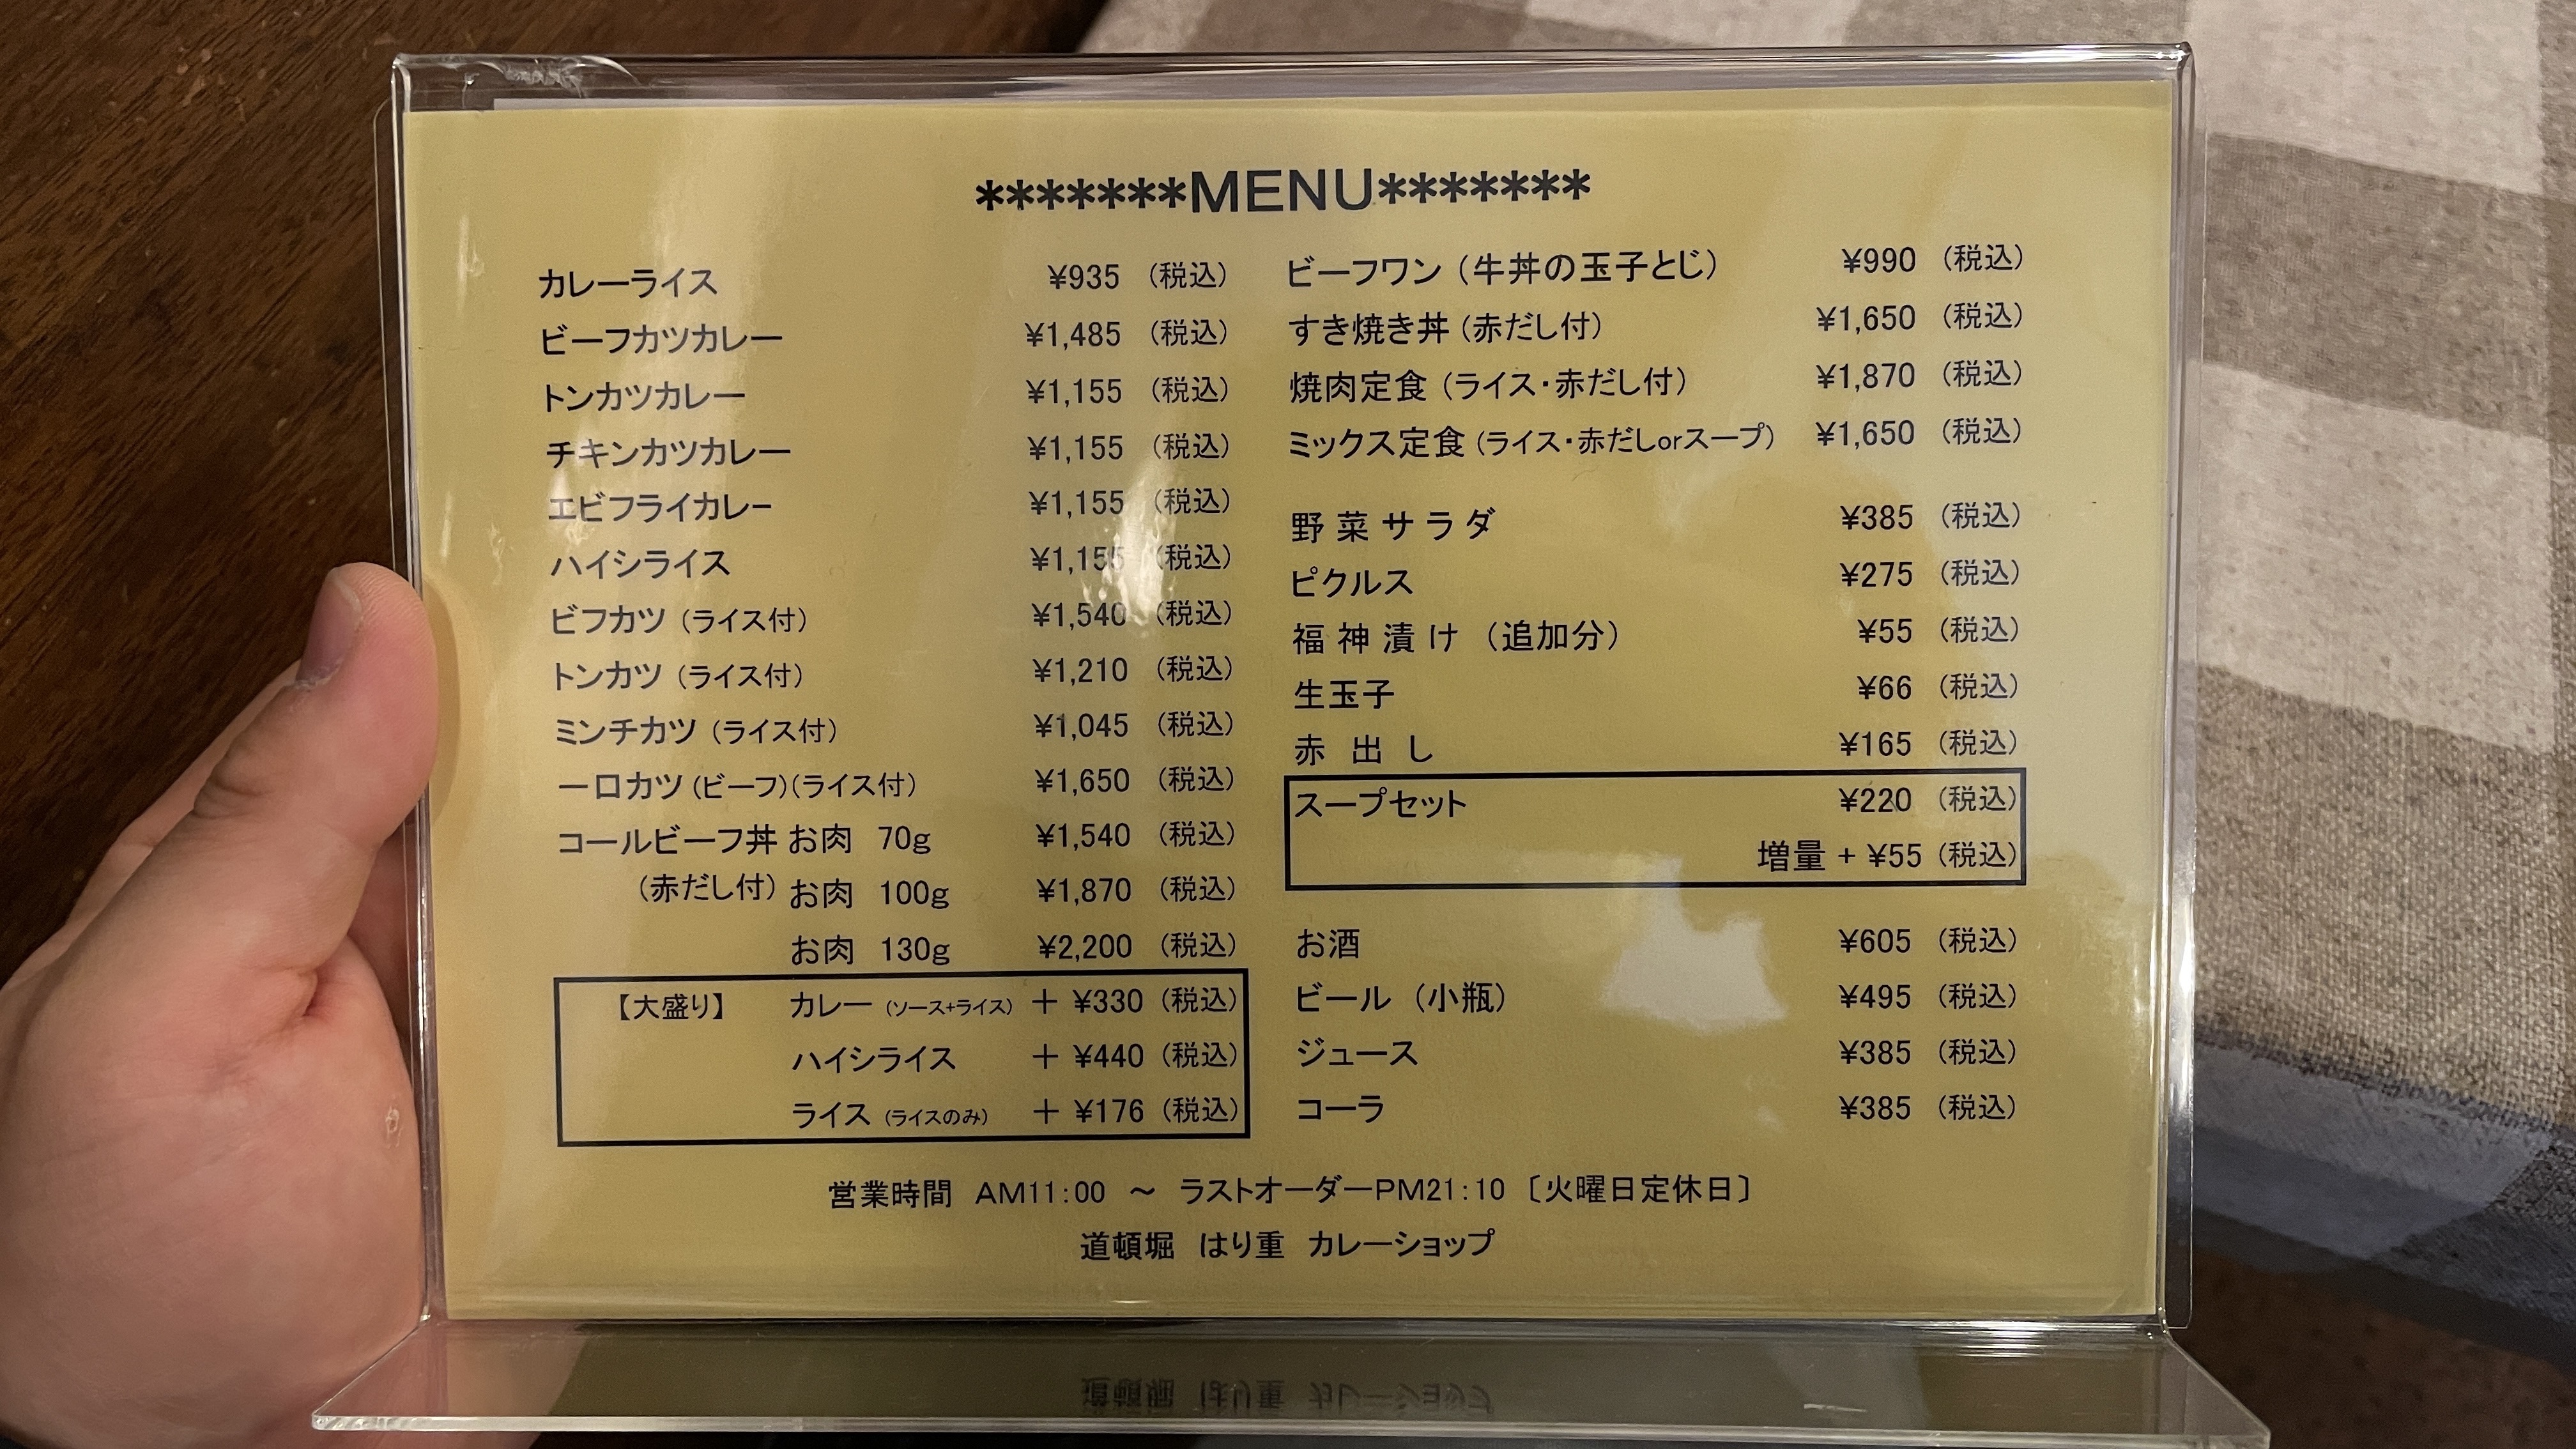 *******MENU*******
カレーライス ¥935 (税込)
ビーフカツカレー ¥1,485 (税込)
トンカツカレー ¥1,155 (税込)
チキンカツカレー ¥1,155 (税込)
エビフライカレー ¥1,155 (税込)
ハイシライス ¥1,155 (税込)
ビフカツ (ライス付) ¥1,540 (税込)
トンカツ (ライス付) ¥1,210 (税込)
ミンチカツ (ライス付) ¥1,045 (税込)
一口カツ (ビーフ)(ライス付) ¥1,650 (税込)
コールビーフ丼 お肉 70g ¥1,540 (税込)
(赤だし付) お肉 100g ¥1,870 (税込)
お肉 130g ¥2,200 (税込)
【大盛り】 カレー (ソース+ライス) + ¥330 (税込)
ハイシライス + ¥440 (税込)
ライス (ライスのみ) + ¥176 (税込)
ビーフワン (牛丼の玉子とじ) ¥990 (税込)
すき焼き丼 (赤だし付) ¥1,650 (税込)
焼肉定食 (ライス・赤だし付) ¥1,870 (税込)
ミックス定食 (ライス・赤だしorスープ) ¥1,650 (税込)
野菜サラダ ¥385 (税込)
ピクルス ¥275 (税込)
福神漬け (追加分) ¥55 (税込)
生玉子 ¥66 (税込)
赤出し ¥165 (税込)
スープセット ¥220 (税込)
増量 + ¥55 (税込)
お酒 ¥605 (税込)
ビール (小瓶) ¥495 (税込)
ジュース ¥385 (税込)
コーラ ¥385 (税込)
営業時間 AM11:00 ～ ラストオーダーPM21:10 〔火曜日定休日〕
道頓堀 はり重 カレーショップ